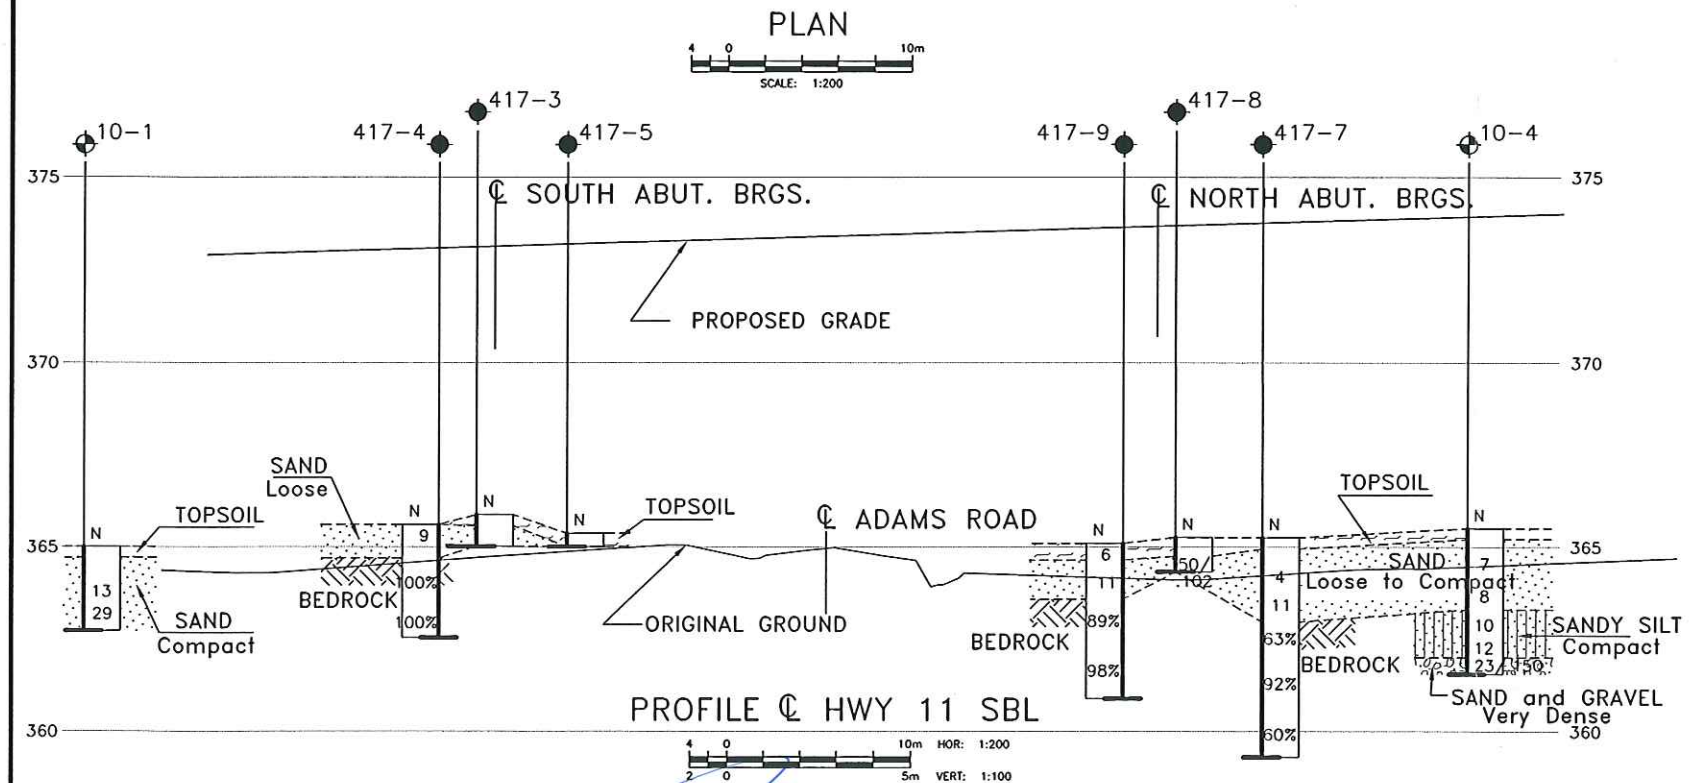 PLAN
4 0 10m
SCALE: 1:200
417-3 417-8
10-1 417-4 417-5 417-9 417-7 10-4
375 375
℄ SOUTH ABUT. BRGS. ℄ NORTH ABUT. BRGS.
PROPOSED GRADE
370 370
SAND
Loose
TOPSOIL
N
N
N
N
TOPSOIL
℄ ADAMS ROAD
N
N
N
N
TOPSOIL
365 365
9
6
50/
102
13
29
100%
100%
11
4
11
SAND
Loose to Compact
7
8
BEDROCK
SAND
Compact
ORIGINAL GROUND
BEDROCK
89%
98%
63%
92%
60%
BEDROCK
10
12
23/.150
SANDY SILT
Compact
SAND and GRAVEL
Very Dense
360 360
PROFILE ℄ HWY 11 SBL
4 0 10m HOR: 1:200
2 0 5m VERT: 1:100